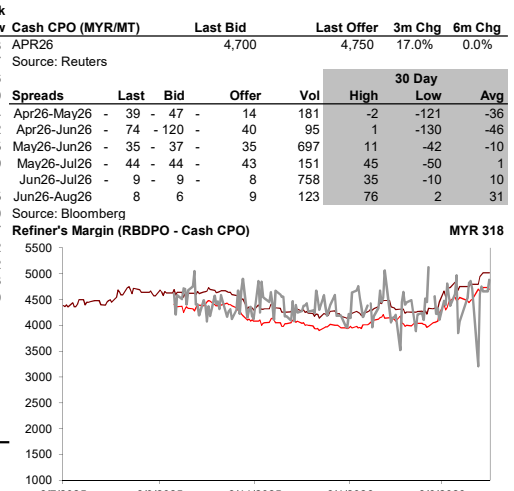 Cash CPO (MYR/MT) Last Bid Last Offer 3m Chg 6m Chg
APR26 4,700 4,750 17.0% 0.0%
Source: Reuters
30 Day
Spreads Last Bid Offer Vol High Low Avg
Apr26-May26 - 39 - 47 - 14 181 -2 -121 -36
Apr26-Jun26 - 74 - 120 - 40 95 1 -130 -46
May26-Jun26 - 35 - 37 - 35 697 11 -42 -10
May26-Jul26 - 44 - 44 - 43 151 45 -50 1
Jun26-Jul26 - 9 - 9 - 8 758 35 -10 10
Jun26-Aug26 8 6 9 123 76 2 31
Source: Bloomberg
Refiner's Margin (RBDPO - Cash CPO) MYR 318
5500
5000
4500
4000
3500
3000
2500
2000
1500
1000